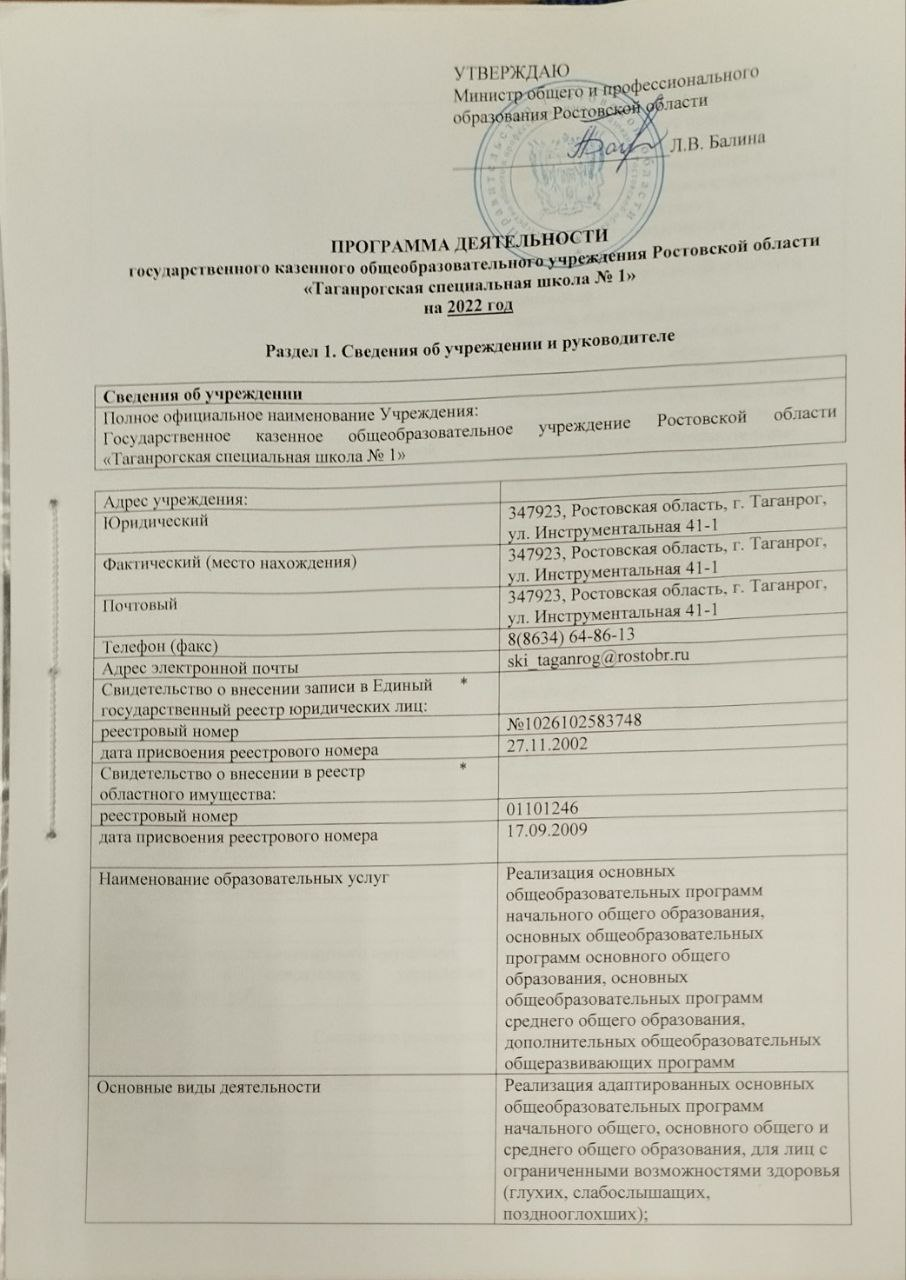 УТВЕРЖДАЮ
Министр общего и профессионального
образования Ростовской области
Л.В. Балина
ПРОГРАММА ДЕЯТЕЛЬНОСТИ
государственного казенного общеобразовательного учреждения Ростовской области
«Таганрогская специальная школа № 1»
на 2022 год
Раздел 1. Сведения об учреждении и руководителе
Сведения об учреждении
Полное официальное наименование Учреждения:
Государственное казенное общеобразовательное учреждение Ростовской области
«Таганрогская специальная школа № 1»
Адрес учреждения:
Юридический
347923, Ростовская область, г. Таганрог,
ул. Инструментальная 41-1
Фактический (место нахождения)
347923, Ростовская область, г. Таганрог,
ул. Инструментальная 41-1
Почтовый
347923, Ростовская область, г. Таганрог,
ул. Инструментальная 41-1
Телефон (факс)
8(8634) 64-86-13
Адрес электронной почты
ski_taganrog@rostobr.ru
Свидетельство о внесении записи в Единый *
государственный реестр юридических лиц:
реестровый номер
№1026102583748
дата присвоения реестрового номера
27.11.2002
Свидетельство о внесении в реестр *
областного имущества:
реестровый номер
01101246
дата присвоения реестрового номера
17.09.2009
Наименование образовательных услуг
Реализация основных
общеобразовательных программ
начального общего образования,
основных общеобразовательных
программ основного общего
образования, основных
общеобразовательных программ
среднего общего образования,
дополнительных общеобразовательных
общеразвивающих программ
Основные виды деятельности
Реализация адаптированных основных
общеобразовательных программ
начального общего, основного общего и
среднего общего образования, для лиц с
ограниченными возможностями здоровья
(глухих, слабослышащих,
позднооглохших);